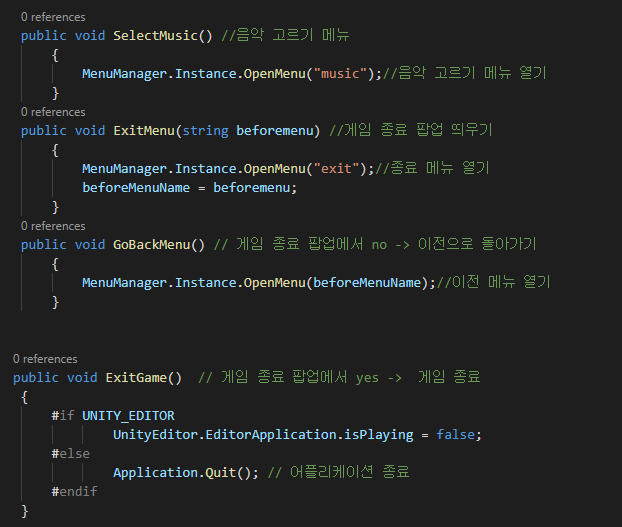 0 references
public void SelectMusic() //음악 고르기 메뉴
{
MenuManager.Instance.OpenMenu("music");//음악 고르기 메뉴 열기
}
0 references
public void ExitMenu(string beforemenu) //게임 종료 팝업 띄우기
{
MenuManager.Instance.OpenMenu("exit");//종료 메뉴 열기
beforeMenuName = beforemenu;
}
0 references
public void GoBackMenu() // 게임 종료 팝업에서 no -> 이전으로 돌아가기
{
MenuManager.Instance.OpenMenu(beforeMenuName);//이전 메뉴 열기
}
0 references
public void ExitGame()  // 게임 종료 팝업에서 yes ->  게임 종료
{
#if UNITY_EDITOR
UnityEditor.EditorApplication.isPlaying = false;
#else
Application.Quit(); // 어플리케이션 종료
#endif
}